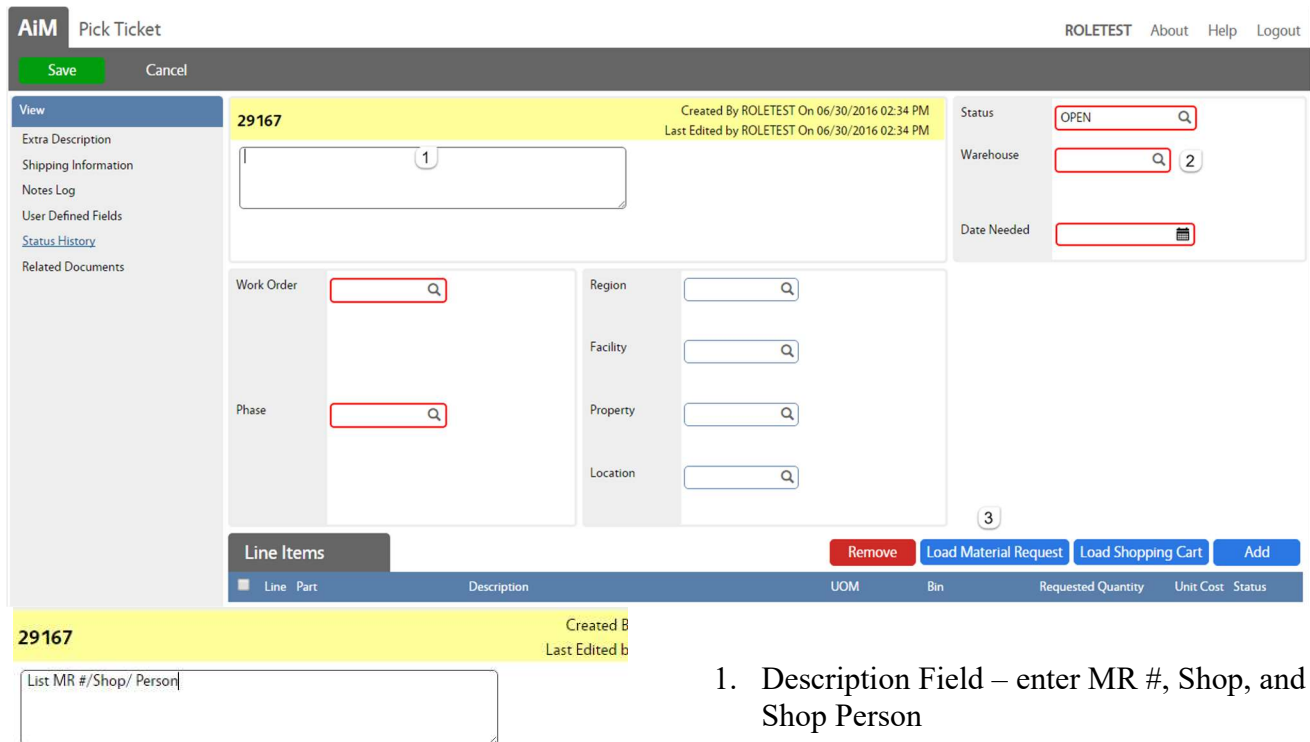 AiM Pick Ticket ROLETEST About Help Logout
Save Cancel
View
Extra Description
Shipping Information
Notes Log
User Defined Fields
Status History
Related Documents
29167
Created By ROLETEST On 06/30/2016 02:34 PM
Last Edited by ROLETEST On 06/30/2016 02:34 PM
1
Status OPEN
Warehouse 2
Date Needed
Work Order
Phase
Region
Facility
Property
Location
3
Line Items Remove Load Material Request Load Shopping Cart Add
Line Part Description UOM Bin Requested Quantity Unit Cost Status
29167
Created B
Last Edited b
List MR #/Shop/ Person
1. Description Field – enter MR #, Shop, and
Shop Person